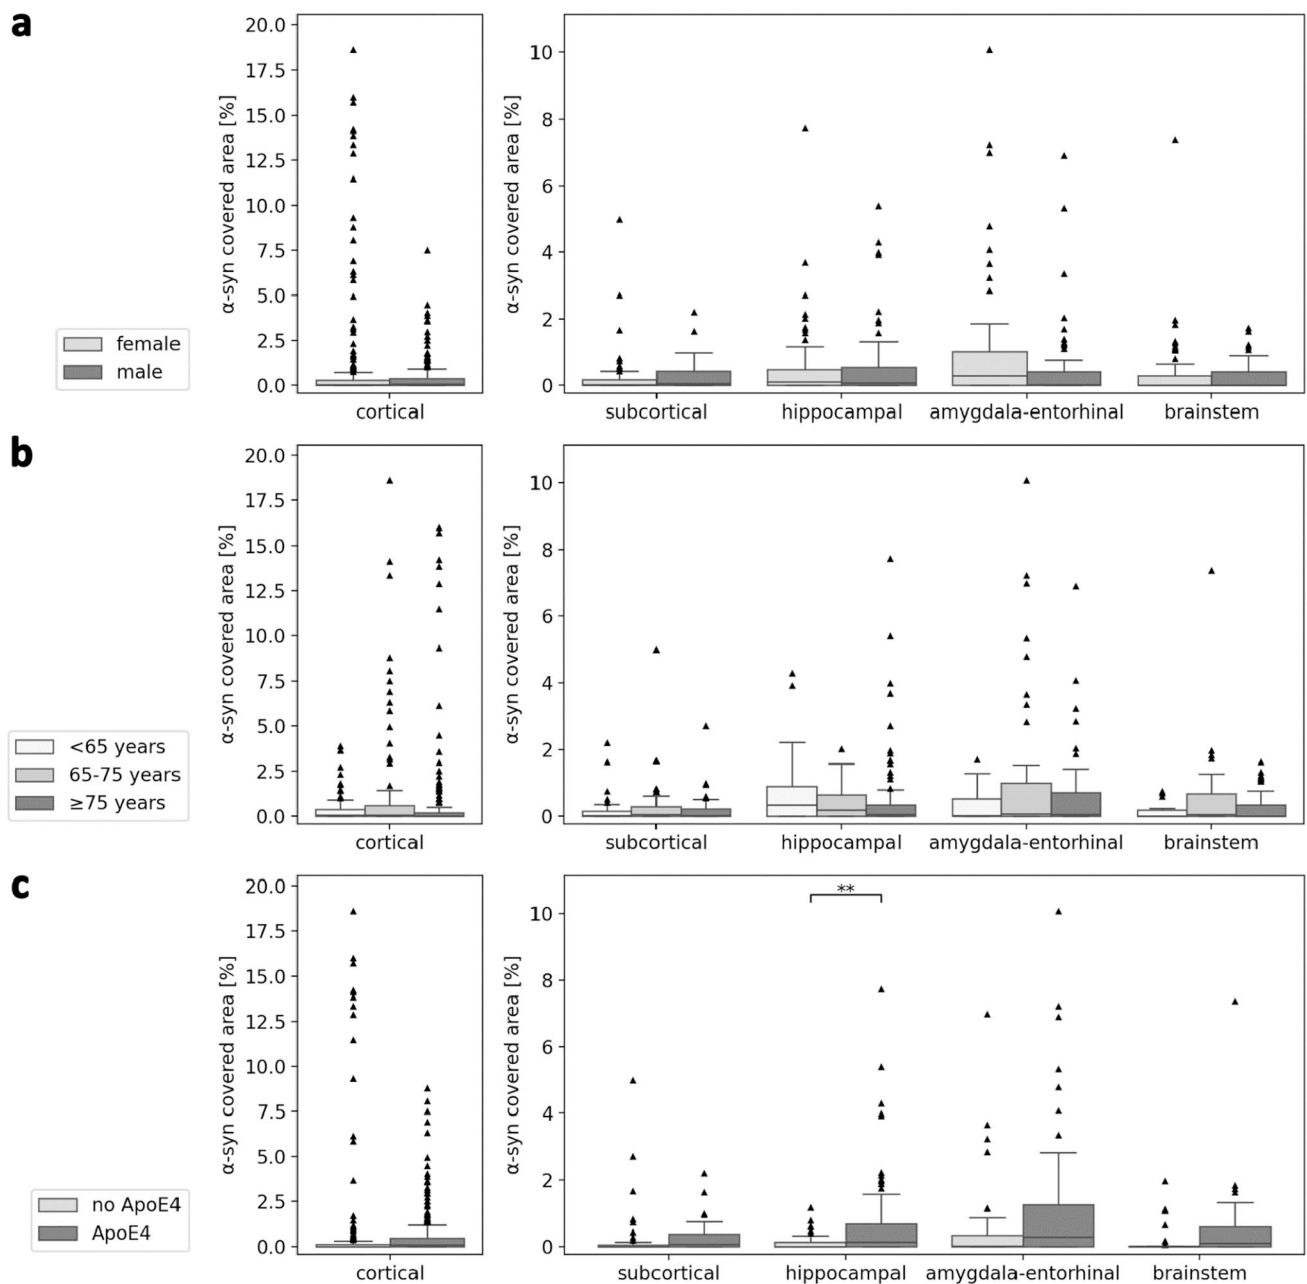 a
20.0
17.5
15.0
12.5
10.0
7.5
5.0
2.5
0.0
α-syn covered area [%]
cortical
10
8
6
4
2
0
α-syn covered area [%]
subcortical hippocampal amygdala-entorhinal brainstem
female
male
b
20.0
17.5
15.0
12.5
10.0
7.5
5.0
2.5
0.0
α-syn covered area [%]
cortical
10
8
6
4
2
0
α-syn covered area [%]
subcortical hippocampal amygdala-entorhinal brainstem
<65 years
65-75 years
≥75 years
c
20.0
17.5
15.0
12.5
10.0
7.5
5.0
2.5
0.0
α-syn covered area [%]
cortical
**
10
8
6
4
2
0
α-syn covered area [%]
subcortical hippocampal amygdala-entorhinal brainstem
no ApoE4
ApoE4